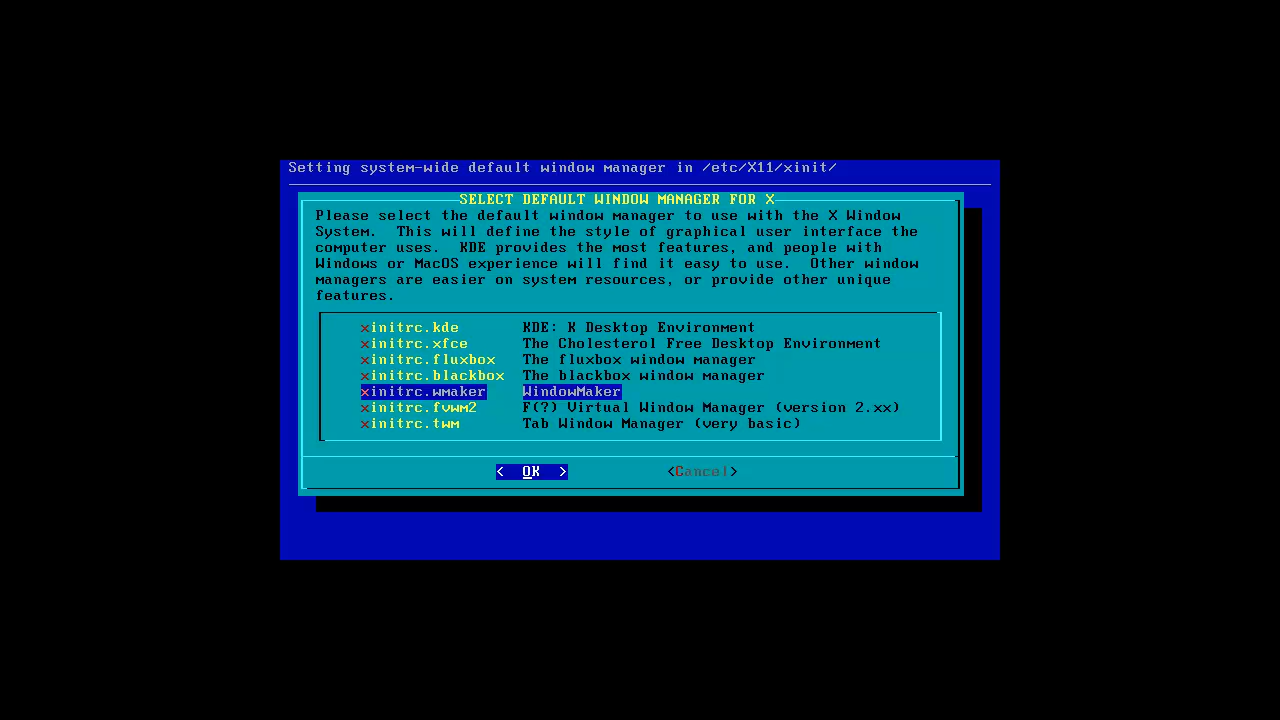 Setting system-wide default window manager in /etc/X11/xinit/
SELECT DEFAULT WINDOW MANAGER FOR X
Please select the default window manager to use with the X Window
System.  This will define the style of graphical user interface the
computer uses.  KDE provides the most features, and people with
Windows or MacOS experience will find it easy to use.  Other window
managers are easier on system resources, or provide other unique
features.
xinitrc.kde       KDE: K Desktop Environment
xinitrc.xfce      The Cholesterol Free Desktop Environment
xinitrc.fluxbox   The fluxbox window manager
xinitrc.blackbox  The blackbox window manager
xinitrc.wmaker    WindowMaker
xinitrc.fvwm2     F(?) Virtual Window Manager (version 2.xx)
xinitrc.twm       Tab Window Manager (very basic)
<  OK  >           <Cancel>